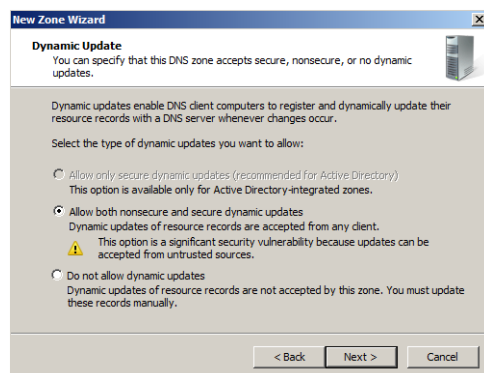 New Zone Wizard
Dynamic Update
You can specify that this DNS zone accepts secure, nonsecure, or no dynamic
updates.
Dynamic updates enable DNS client computers to register and dynamically update their
resource records with a DNS server whenever changes occur.
Select the type of dynamic updates you want to allow:
Allow only secure dynamic updates (recommended for Active Directory)
This option is available only for Active Directory-integrated zones.
Allow both nonsecure and secure dynamic updates
Dynamic updates of resource records are accepted from any client.
This option is a significant security vulnerability because updates can be
accepted from untrusted sources.
Do not allow dynamic updates
Dynamic updates of resource records are not accepted by this zone. You must update
these records manually.
< Back Next > Cancel